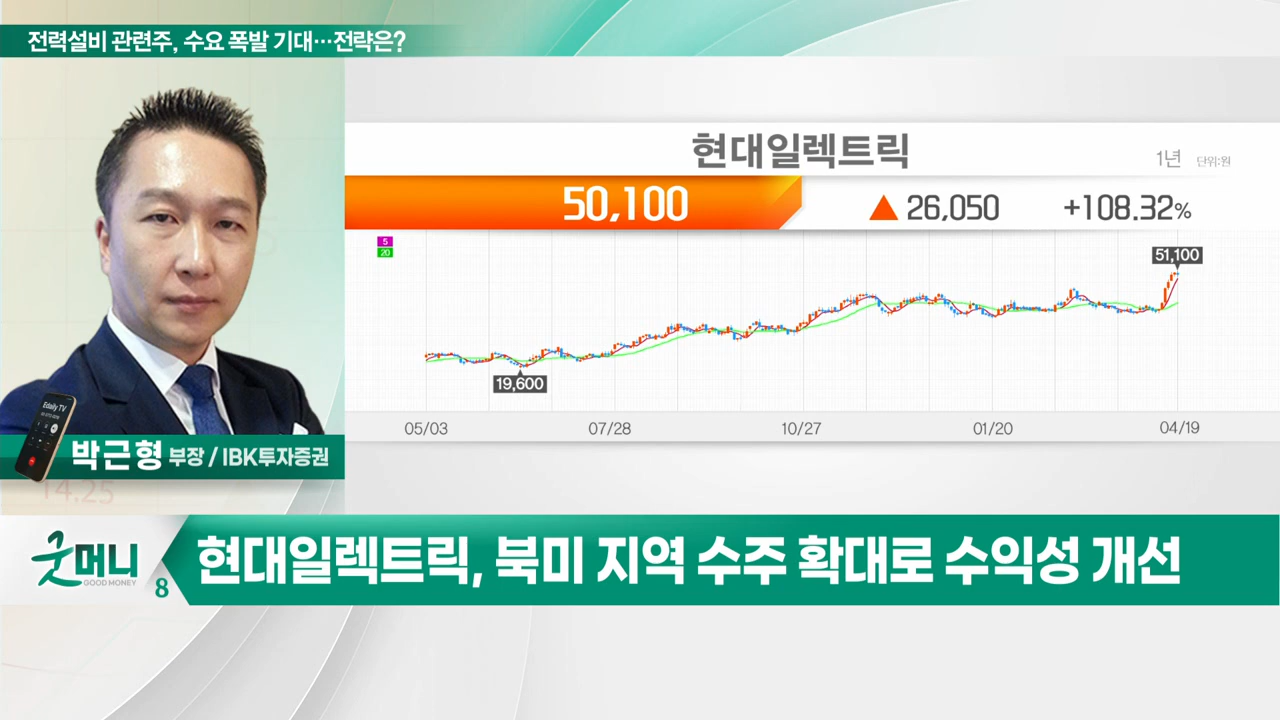 전력설비 관련주, 수요 폭발 기대…전략은?
현대일렉트릭
1년 단위:원
50,100 ▲ 26,050 +108.32%
5
20
51,100
19,600
05/03 07/28 10/27 01/20 04/19
Edaily TV
박근형 부장 / IBK투자증권
14.25
굿머니
GOOD MONEY
8
현대일렉트릭, 북미 지역 수주 확대로 수익성 개선